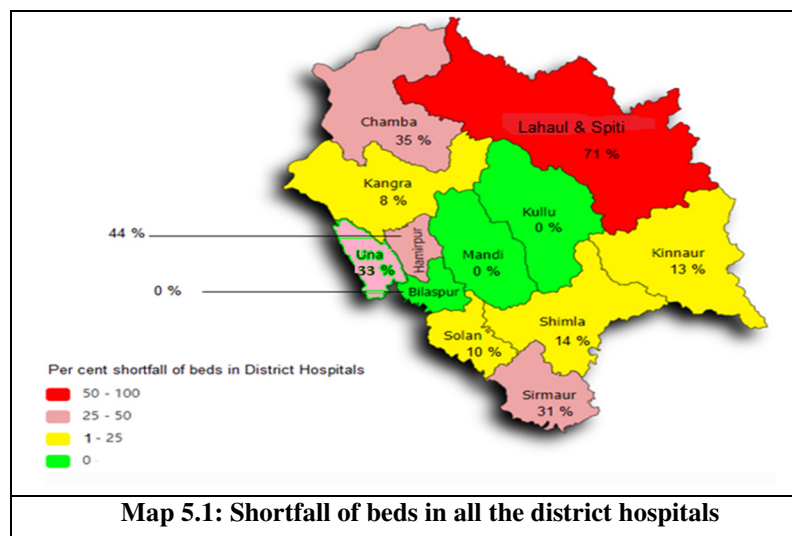 Chamba
35 %
Lahaul & Spiti
71 %
Kangra
8 %
Kullu
0 %
44 %
Hamirpur
Una
33 %
Mandi
0 %
Kinnaur
13 %
0 %
Bilaspur
Shimla
14 %
Solan
10 %
Sirmaur
31 %
Per cent shortfall of beds in District Hospitals
50 - 100
25 - 50
1 - 25
0
Map 5.1: Shortfall of beds in all the district hospitals